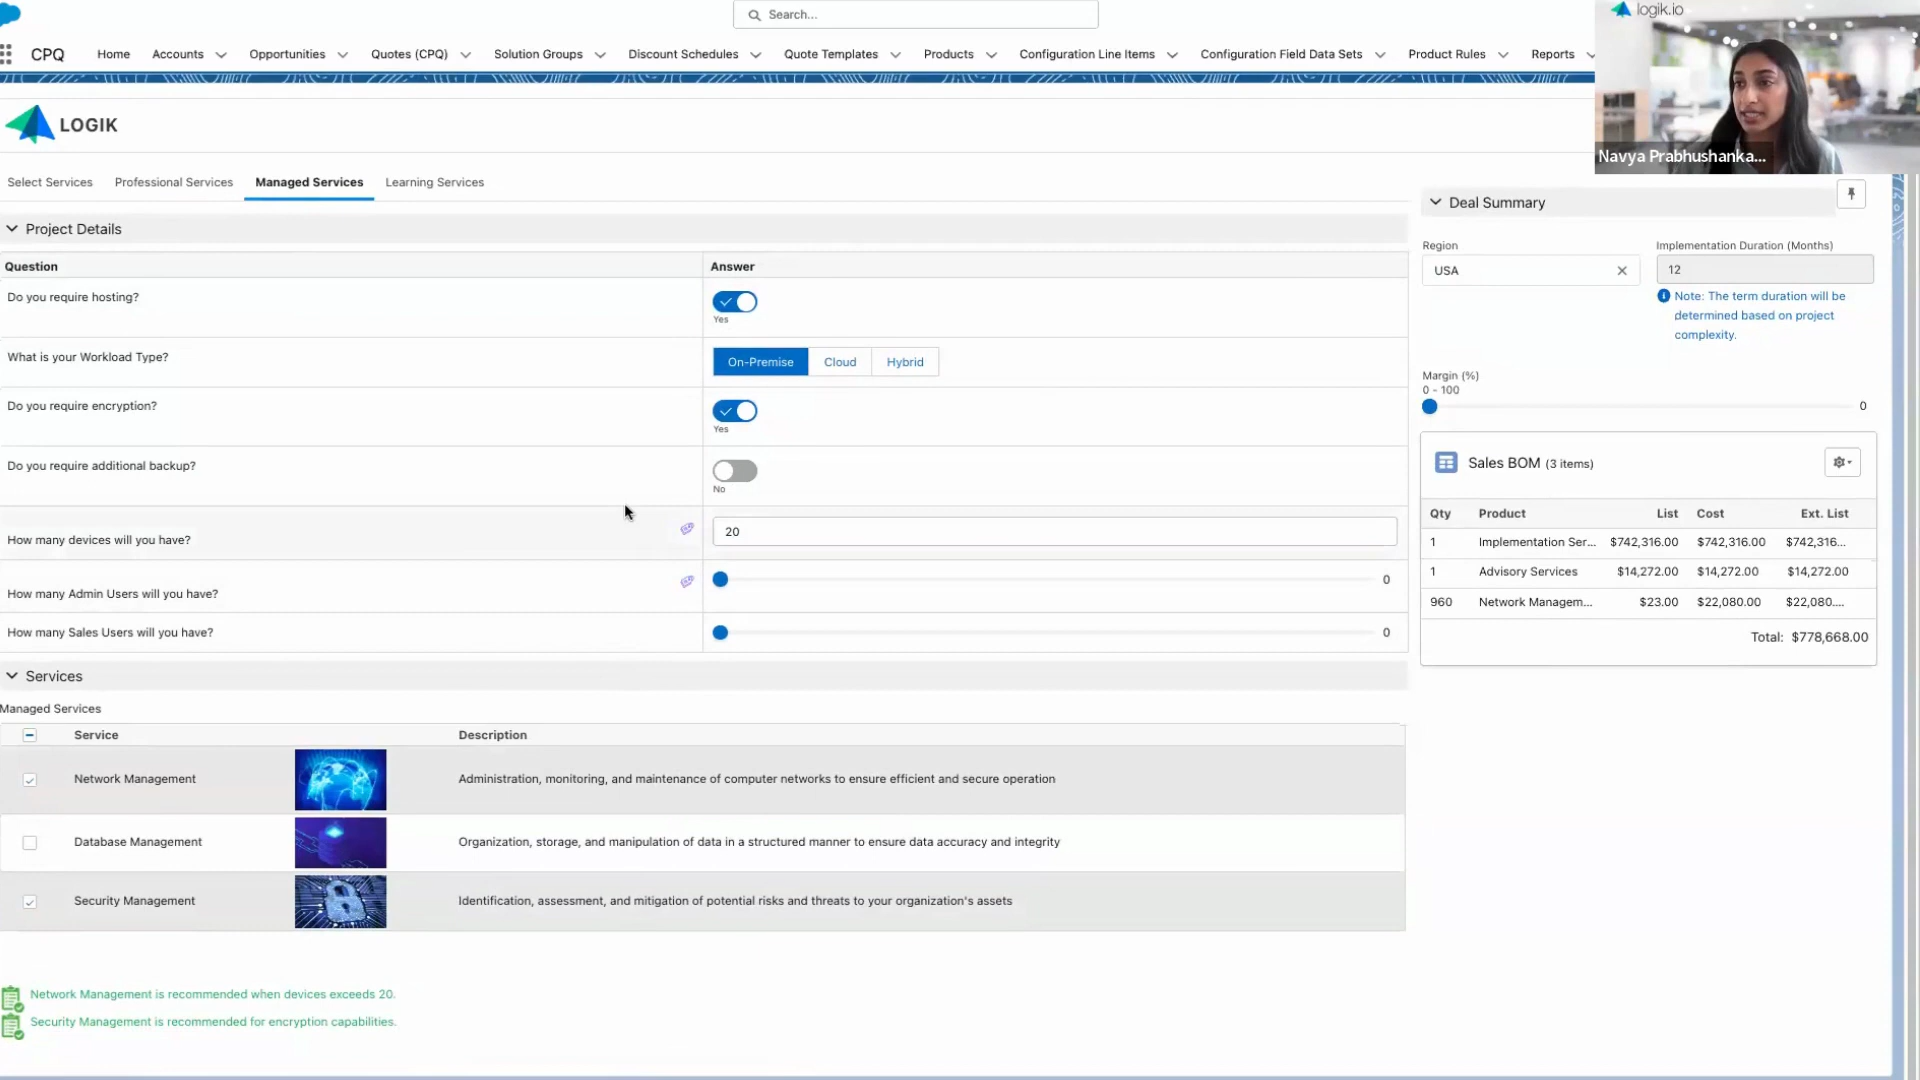 Search...
logik.io
CPQ Home Accounts Opportunities Quotes (CPQ) Solution Groups Discount Schedules Quote Templates Products Configuration Line Items Configuration Field Data Sets Product Rules Reports
LOGIK
Navya Prabhushanka...
Select Services Professional Services Managed Services Learning Services
Project Details
Question Answer
Do you require hosting?
Yes
What is your Workload Type? On-Premise Cloud Hybrid
Do you require encryption?
Yes
Do you require additional backup?
No
How many devices will you have? 20
How many Admin Users will you have? 0
How many Sales Users will you have? 0
Services
Managed Services
Service Description
Network Management Administration, monitoring, and maintenance of computer networks to ensure efficient and secure operation
Database Management Organization, storage, and manipulation of data in a structured manner to ensure data accuracy and integrity
Security Management Identification, assessment, and mitigation of potential risks and threats to your organization's assets
Network Management is recommended when devices exceeds 20.
Security Management is recommended for encryption capabilities.
Deal Summary
Region Implementation Duration (Months)
USA 12
Note: The term duration will be
determined based on project
complexity.
Margin (%)
0 - 100
0
Sales BOM (3 items)
Qty Product List Cost Ext. List
1 Implementation Ser... $742,316.00 $742,316.00 $742,316...
1 Advisory Services $14,272.00 $14,272.00 $14,272.00
960 Network Managem... $23.00 $22,080.00 $22,080....
Total: $778,668.00